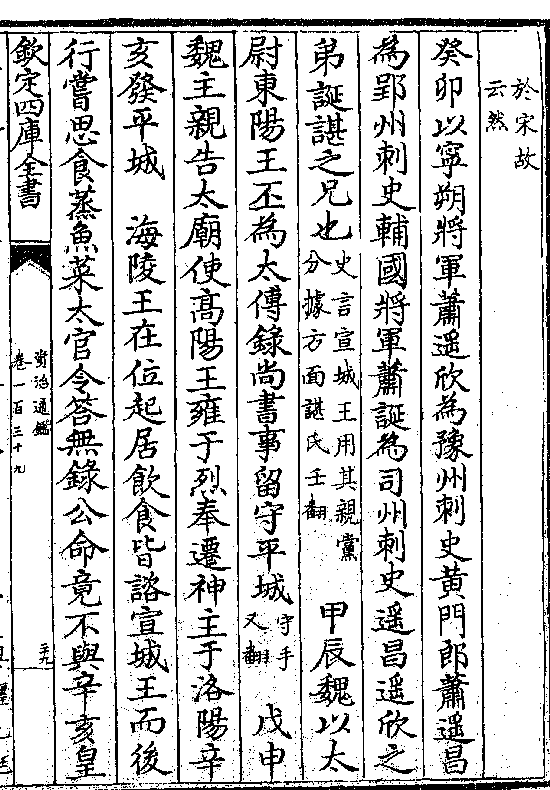 於宋故
云然
癸卯以寧朔將軍蕭遥欣為豫州刺史黄門郎蕭遥昌
為郢州刺史輔國將軍蕭誕為司州刺史遥昌遥欣之
弟誕諶之兄也
史言宣城王用其親黨
分據方面諶氏壬翻
甲辰魏以太
尉東陽王丕為太傅錄尚書事留守平城
守手
又翻
戊申
魏主親告太廟使髙陽王雍于烈奉遷神主于洛陽辛
亥發平城　海陵王在位起居飲食皆諮宣城王而後
行嘗思食蒸魚菜太官令答無錄公命竟不與辛亥皇
欽定四庫全書
資治通鑑
卷一百三十九